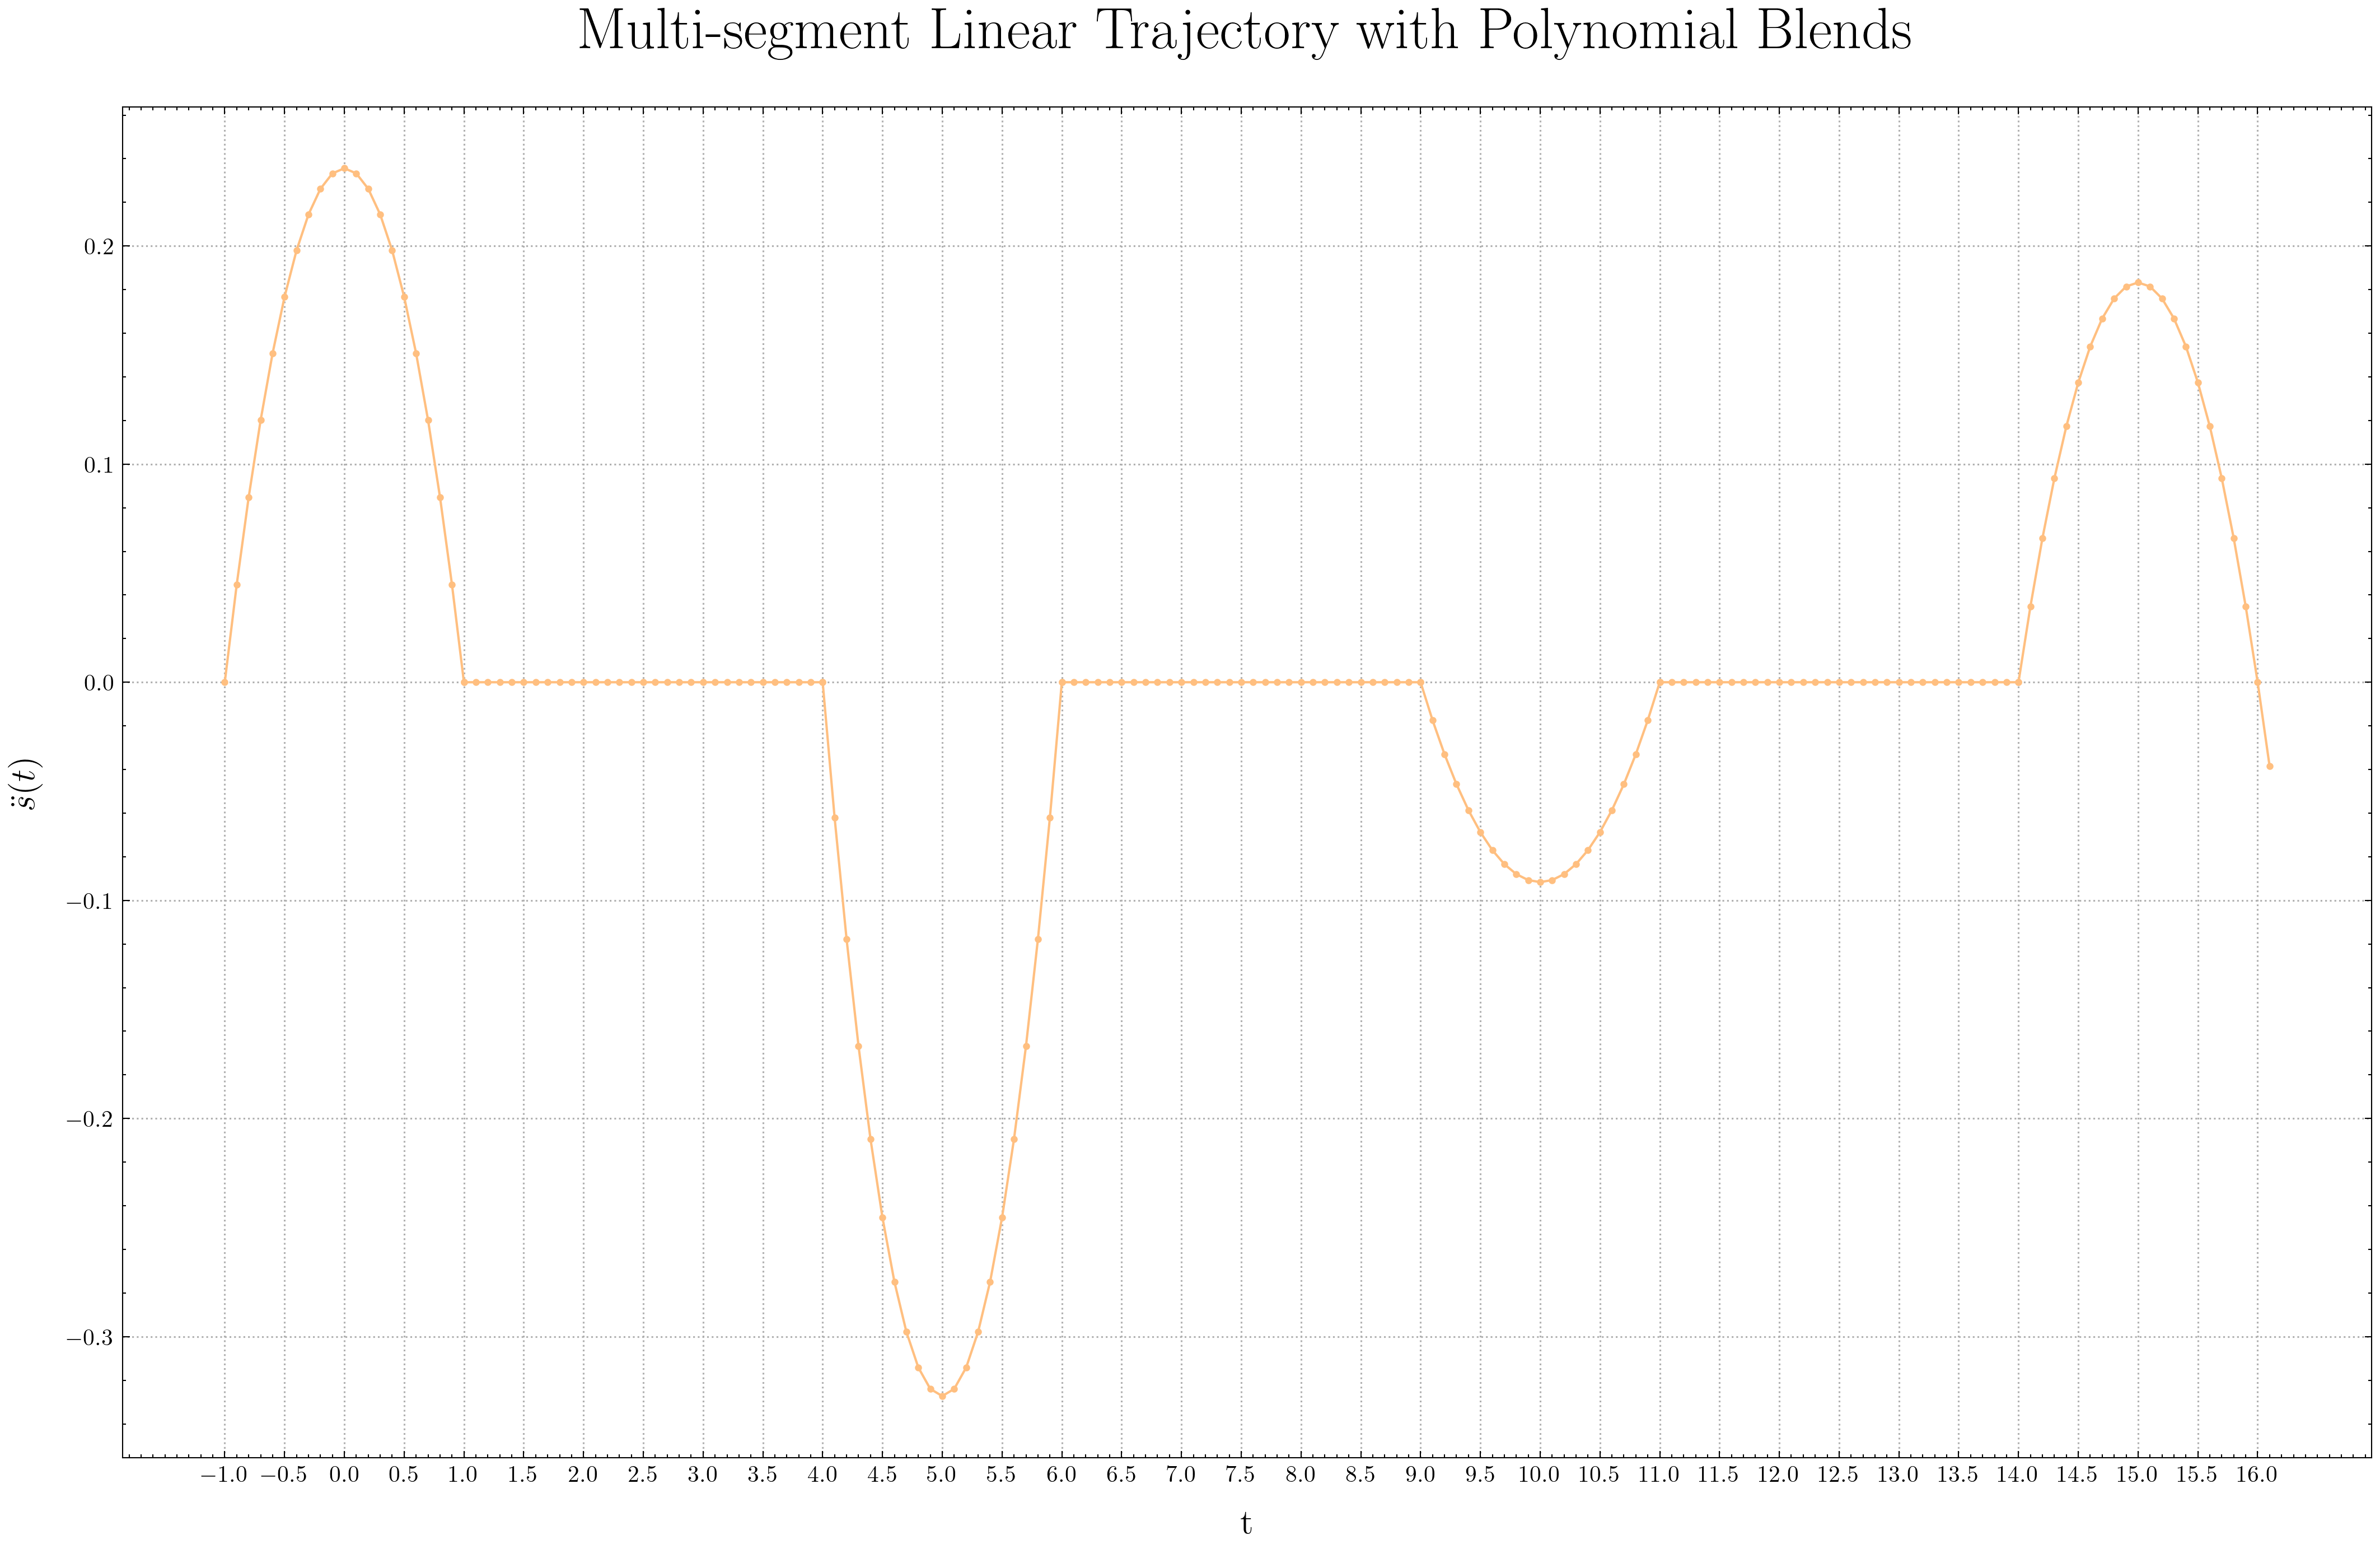 Multi-segment Linear Trajectory with Polynomial Blends
0.2
0.1
0.0
−0.1
−0.2
−0.3
s̈(t)
−1.0 −0.5 0.0 0.5 1.0 1.5 2.0 2.5 3.0 3.5 4.0 4.5 5.0 5.5 6.0 6.5 7.0 7.5 8.0 8.5 9.0 9.5 10.0 10.5 11.0 11.5 12.0 12.5 13.0 13.5 14.0 14.5 15.0 15.5 16.0
t